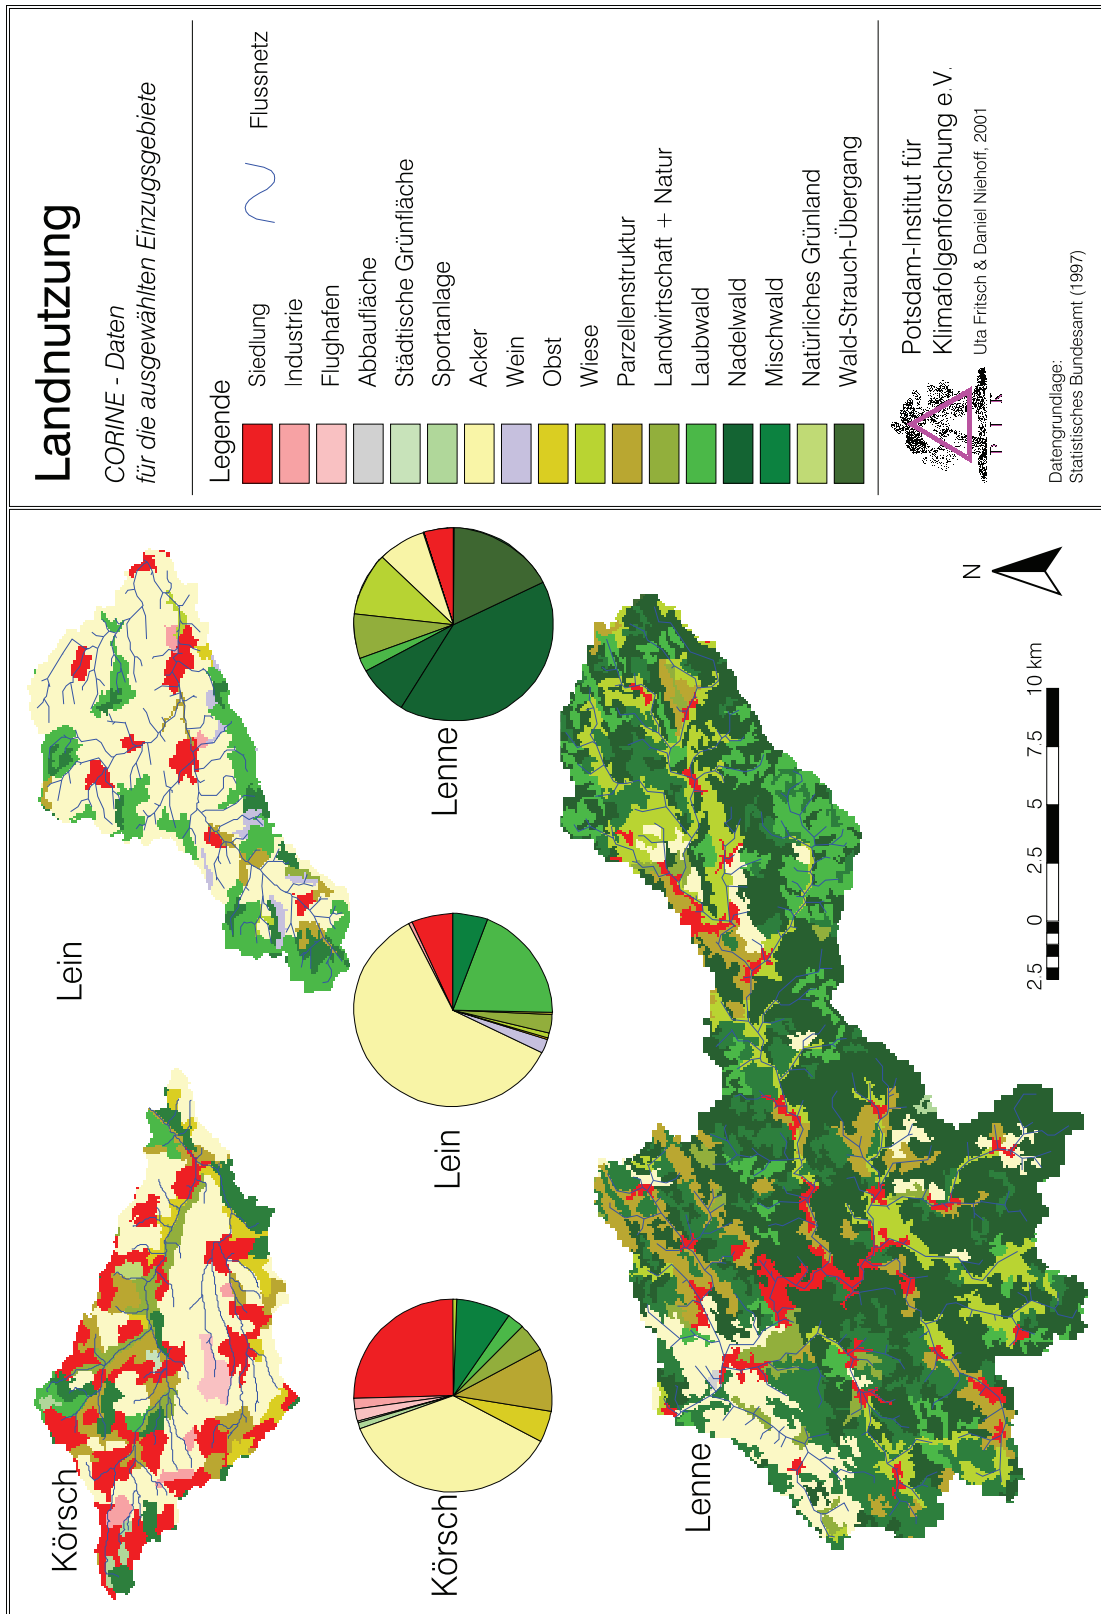 Landnutzung
CORINE - Daten
für die ausgewählten Einzugsgebiete
Legende
Siedlung
Industrie
Flughafen
Abbaufläche
Städtische Grünfläche
Sportanlage
Acker
Wein
Obst
Wiese
Parzellenstruktur
Landwirtschaft + Natur
Laubwald
Nadelwald
Mischwald
Natürliches Grünland
Wald-Strauch-Übergang
Flussnetz
P I K
Potsdam-Institut für
Klimafolgenforschung e.V.
Uta Fritsch & Daniel Niehoff, 2001
Datengrundlage:
Statistisches Bundesamt (1997)
Körsch
Lein
Körsch
Lein
Lenne
Lenne
N
2.5 0 2.5 5 7.5 10 km